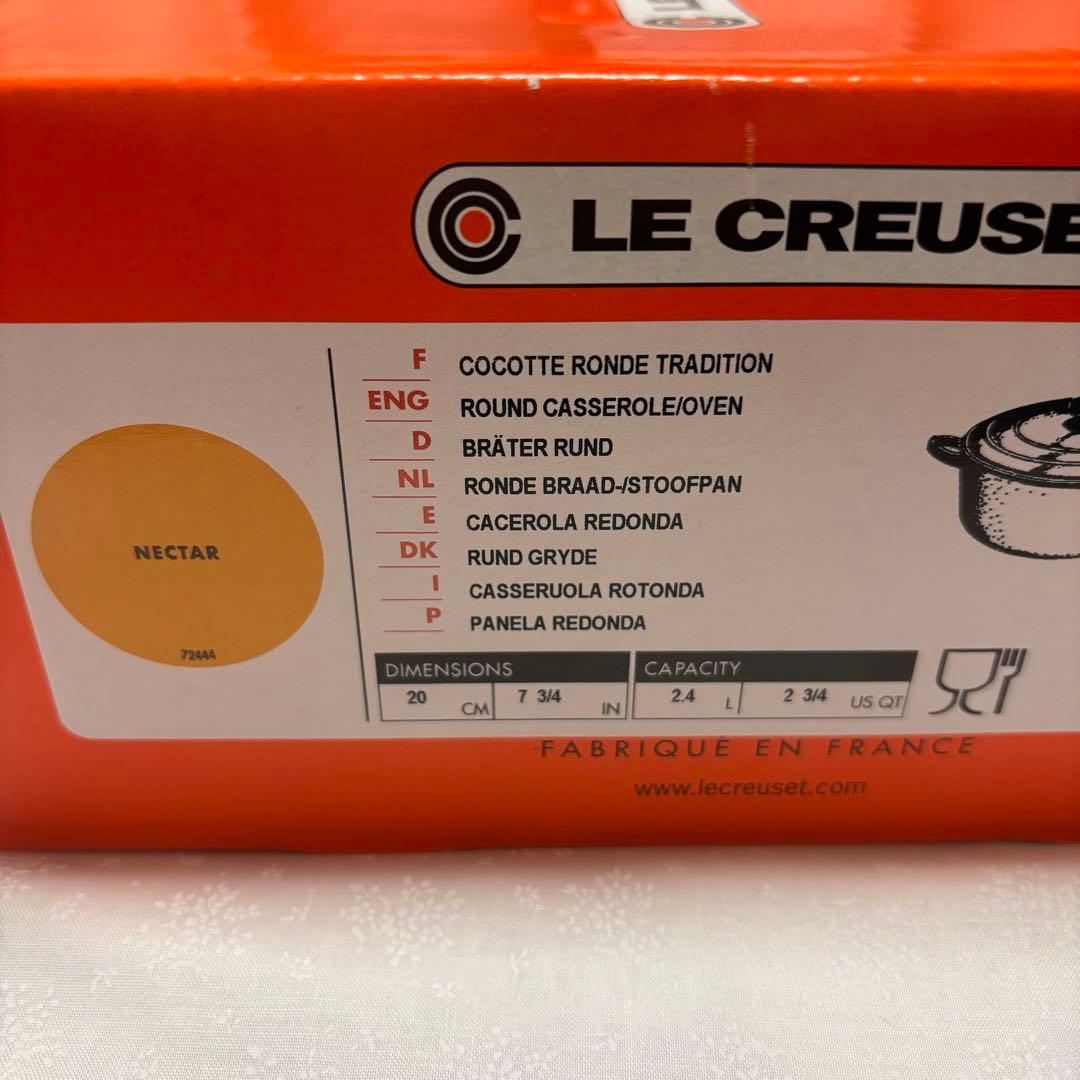 LE CREUSE
F COCOTTE RONDE TRADITION
ENG ROUND CASSEROLE/OVEN
D BRÄTER RUND
NL RONDE BRAAD-/STOOFPAN
E CACEROLA REDONDA
DK RUND GRYDE
I CASSERUOLA ROTONDA
P PANELA REDONDA
NECTAR
72444
DIMENSIONS CAPACITY
20 CM 7 3/4 IN 2.4 L 2 3/4 US QT
FABRIQUÉ EN FRANCE
www.lecreuset.com